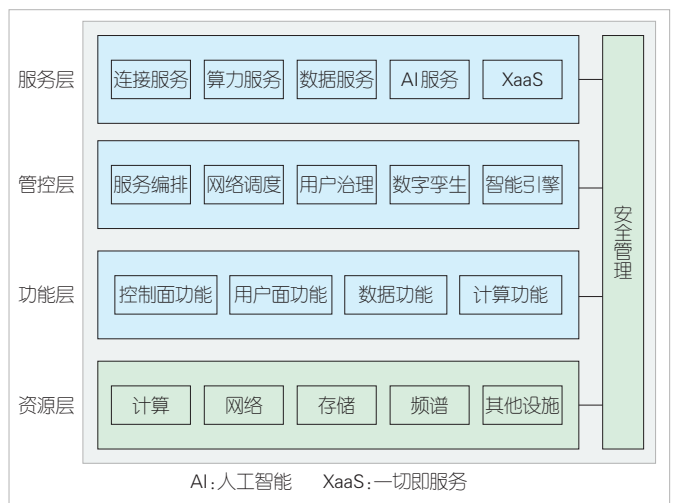 服务层
连接服务 算力服务 数据服务 AI服务 XaaS
管控层
服务编排 网络调度 用户治理 数字孪生 智能引擎
功能层
控制面功能 用户面功能 数据功能 计算功能
资源层
计算 网络 存储 频谱 其他设施
安全管理
AI:人工智能 XaaS:一切即服务